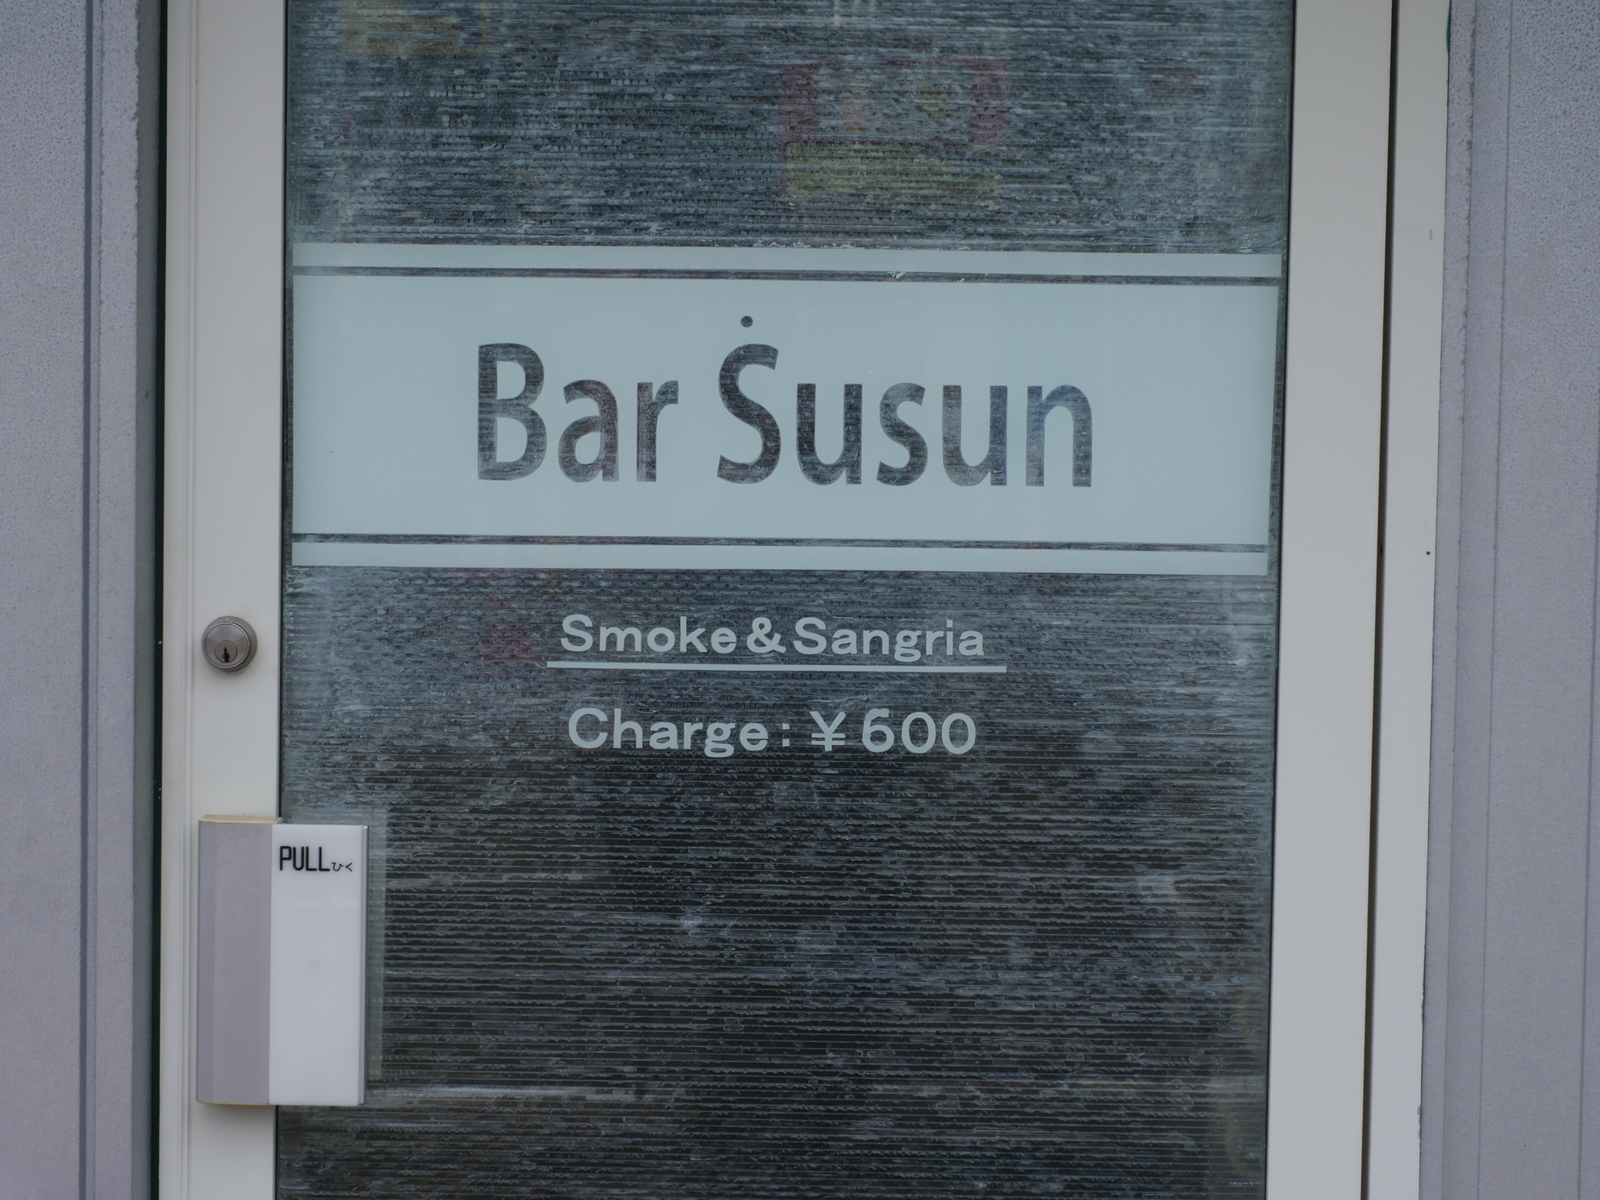 Bar Ṡusun
Smoke&Sangria
Charge:¥600
PULLひく